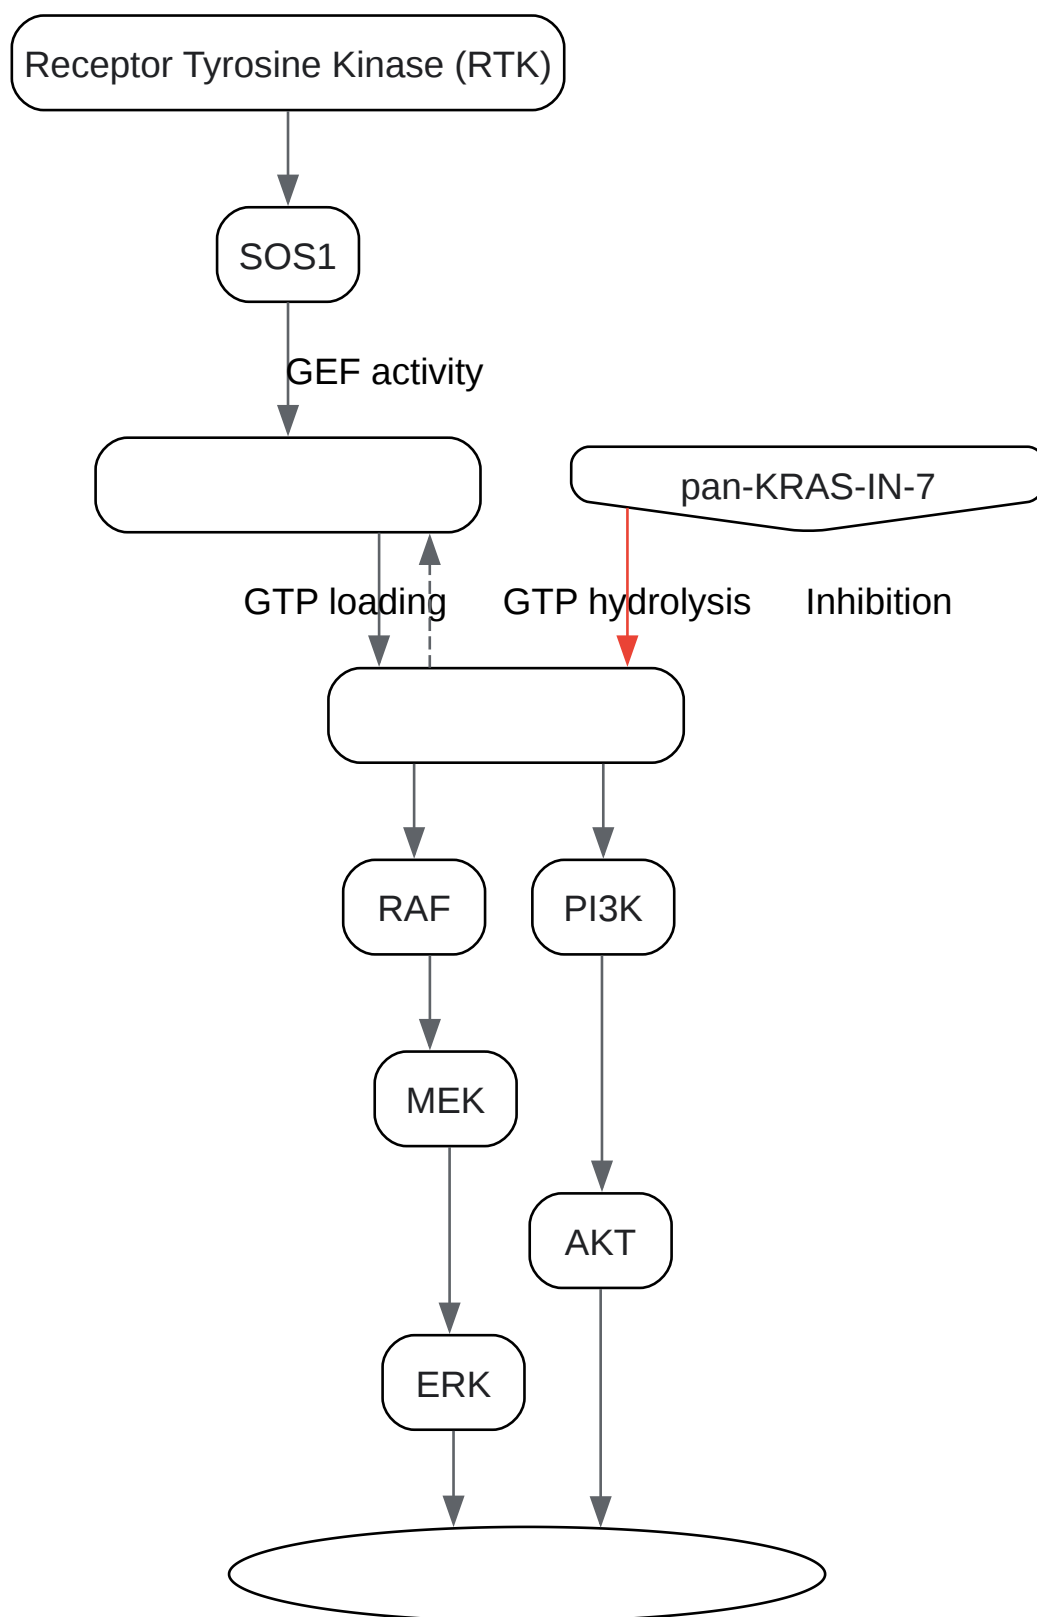 Receptor Tyrosine Kinase (RTK)
SOS1
GEF activity
pan-KRAS-IN-7
GTP loading
GTP hydrolysis
Inhibition
RAF
PI3K
MEK
AKT
ERK